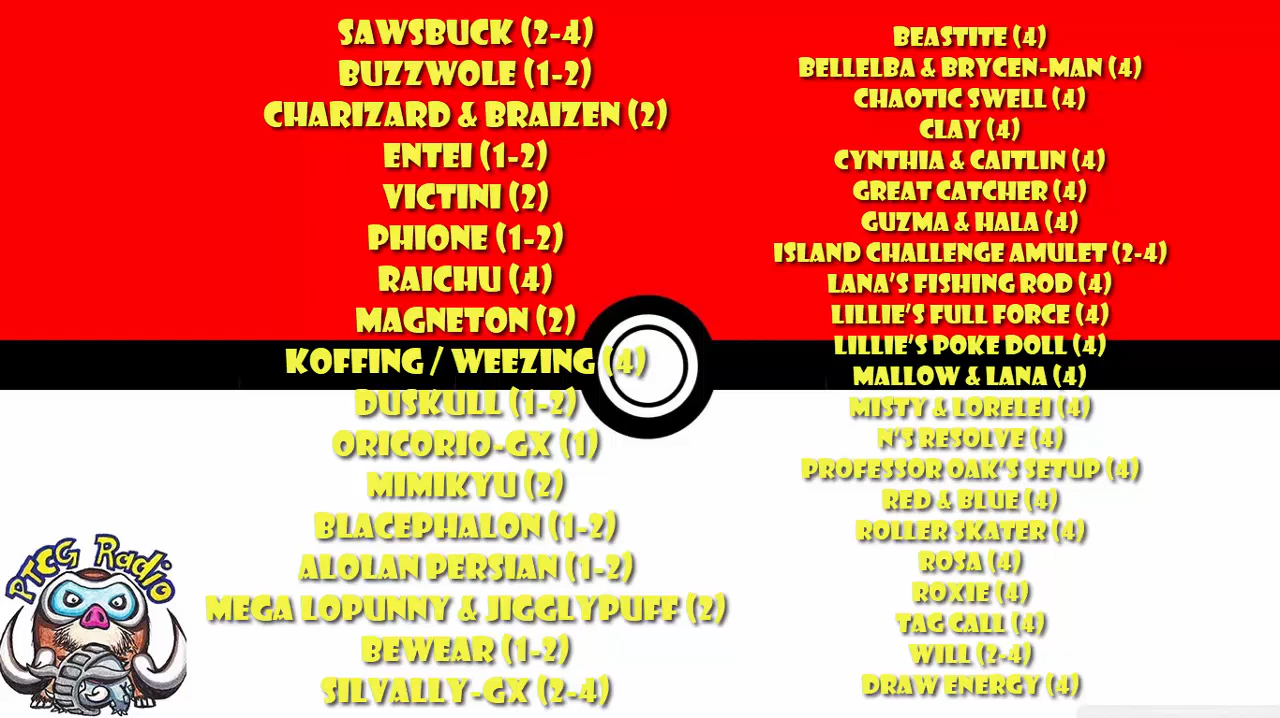 SAWSBUCK (2-4)
BUZZWOLE (1-2)
CHARIZARD & BRAIZEN (2)
ENTEI (1-2)
VICTINI (2)
PHIONE (1-2)
RAICHU (4)
MAGNETON (2)
KOFFING / WEEZING (4)
DUSKULL (1-2)
ORICORIO-GX (1)
MIMIKYU (2)
BLACEPHALON (1-2)
ALOLAN PERSIAN (1-2)
MEGA LOPUNNY & JIGGLYPUFF (2)
BEWEAR (1-2)
SILVALLY-GX (2-4)
BEASTITE (4)
BELLELBA & BRYCEN-MAN (4)
CHAOTIC SWELL (4)
CLAY (4)
CYNTHIA & CAITLIN (4)
GREAT CATCHER (4)
GUZMA & HALA (4)
ISLAND CHALLENGE AMULET (2-4)
LANA'S FISHING ROD (4)
LILLIE'S FULL FORCE (4)
LILLIE'S POKE DOLL (4)
MALLOW & LANA (4)
MISTY & LORELEI (4)
N'S RESOLVE (4)
PROFESSOR OAK'S SETUP (4)
RED & BLUE (4)
ROLLER SKATER (4)
ROSA (4)
ROXIE (4)
TAG CALL (4)
WILL (2-4)
DRAW ENERGY (4)
PTCG Radio